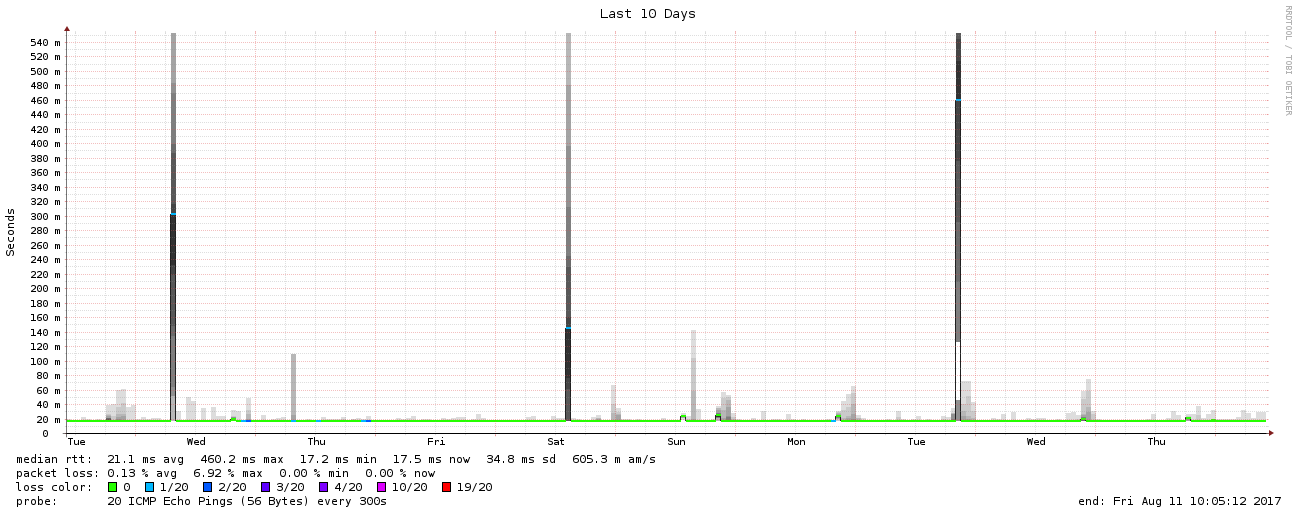 Last 10 Days
RRDTOOL / TOBI OETIKER
Seconds
540 m
520 m
500 m
480 m
460 m
440 m
420 m
400 m
380 m
360 m
340 m
320 m
300 m
280 m
260 m
240 m
220 m
200 m
180 m
160 m
140 m
120 m
100 m
80 m
60 m
40 m
20 m
0
Tue Wed Thu Fri Sat Sun Mon Tue Wed Thu
median rtt: 21.1 ms avg 460.2 ms max 17.2 ms min 17.5 ms now 34.8 ms sd 605.3 m am/s
packet loss: 0.13 % avg 6.92 % max 0.00 % min 0.00 % now
loss color: 0 1/20 2/20 3/20 4/20 10/20 19/20
probe: 20 ICMP Echo Pings (56 Bytes) every 300s end: Fri Aug 11 10:05:12 2017